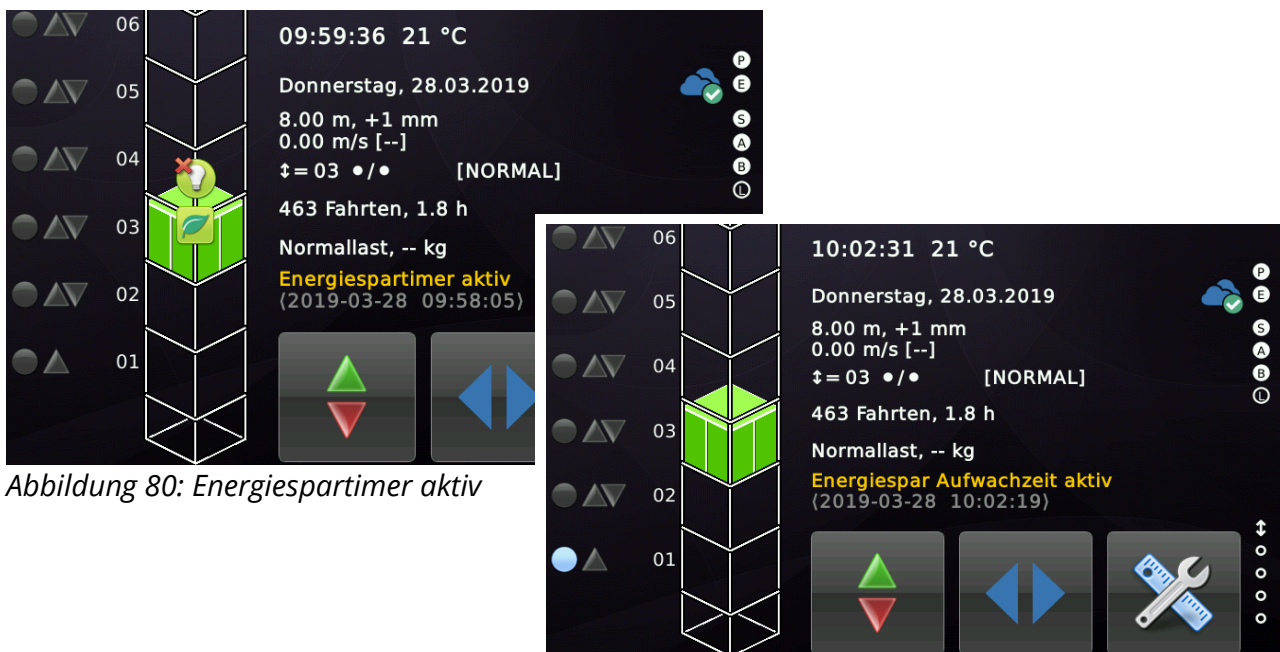 06
05
04
03
02
01
09:59:36 21 °C
Donnerstag, 28.03.2019
8.00 m, +1 mm
0.00 m/s [--]
↕= 03 •/• [NORMAL]
463 Fahrten, 1.8 h
Normallast, -- kg
Energiespartimer aktiv
(2019-03-28 09:58:05)
P
E
S
A
B
L
Abbildung 80: Energiespartimer aktiv
06
05
04
03
02
01
10:02:31 21 °C
Donnerstag, 28.03.2019
8.00 m, +1 mm
0.00 m/s [--]
↕= 03 •/• [NORMAL]
463 Fahrten, 1.8 h
Normallast, -- kg
Energiespar Aufwachzeit aktiv
(2019-03-28 10:02:19)
P
E
S
A
B
L